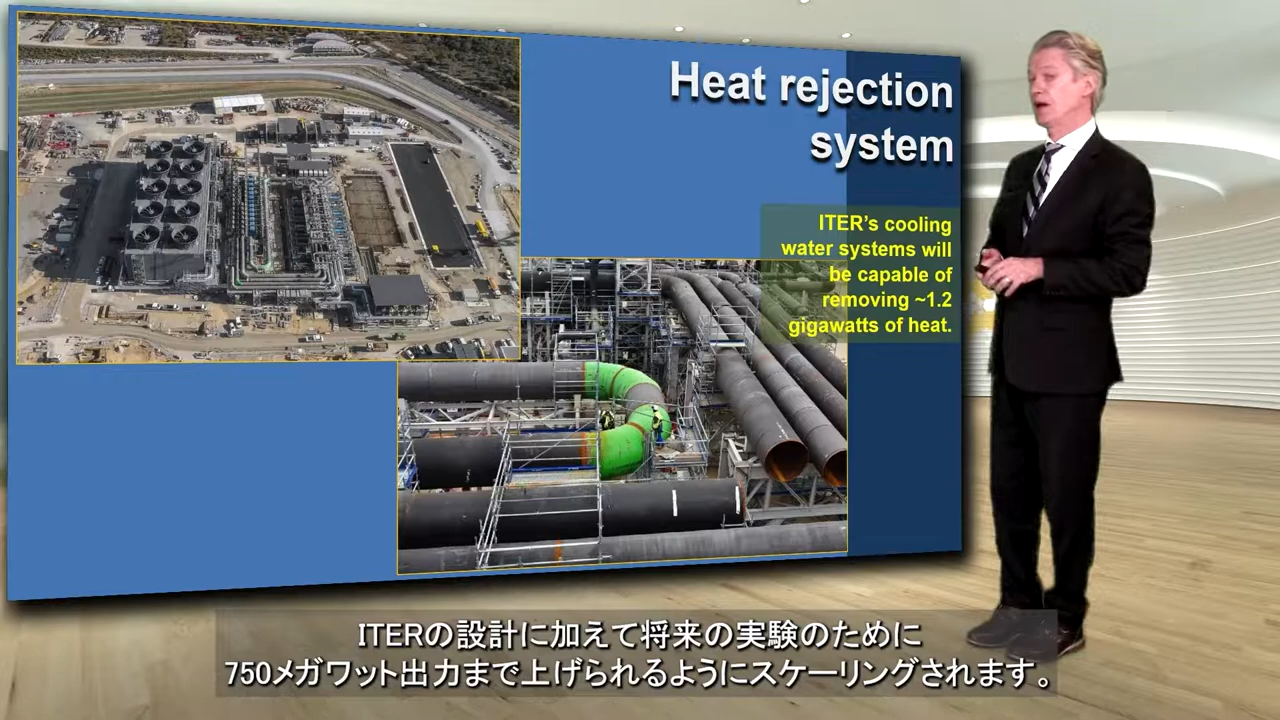 Heat rejection
system
ITER’s cooling
water systems will
be capable of
removing ~1.2
gigawatts of heat.
ITERの設計に加えて将来の実験のために
750メガワット出力まで上げられるようにスケーリングされます。